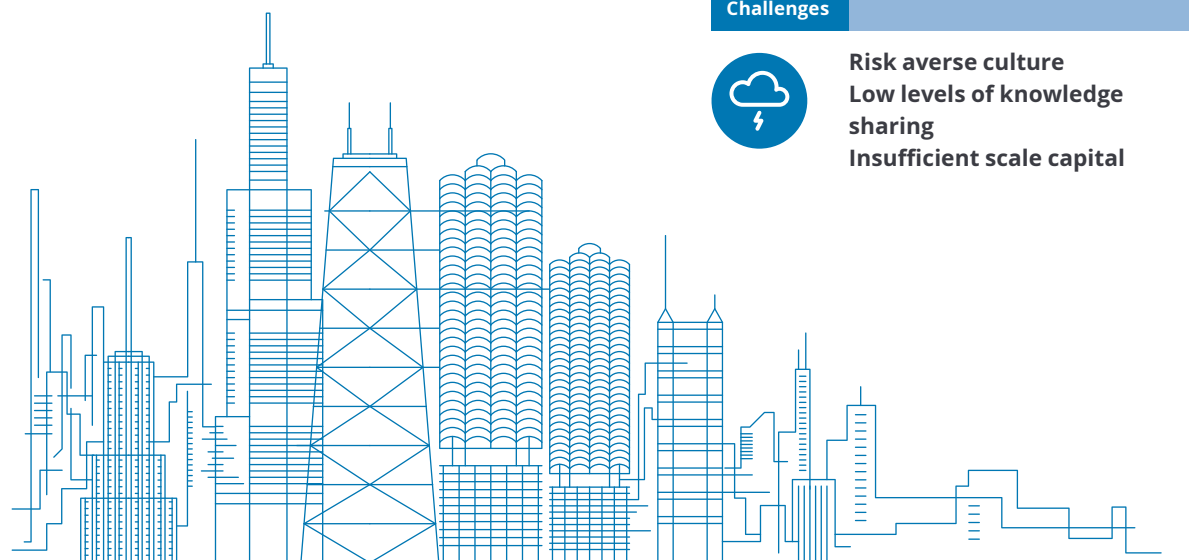 Challenges
Risk averse culture
Low levels of knowledge
sharing
Insufficient scale capital